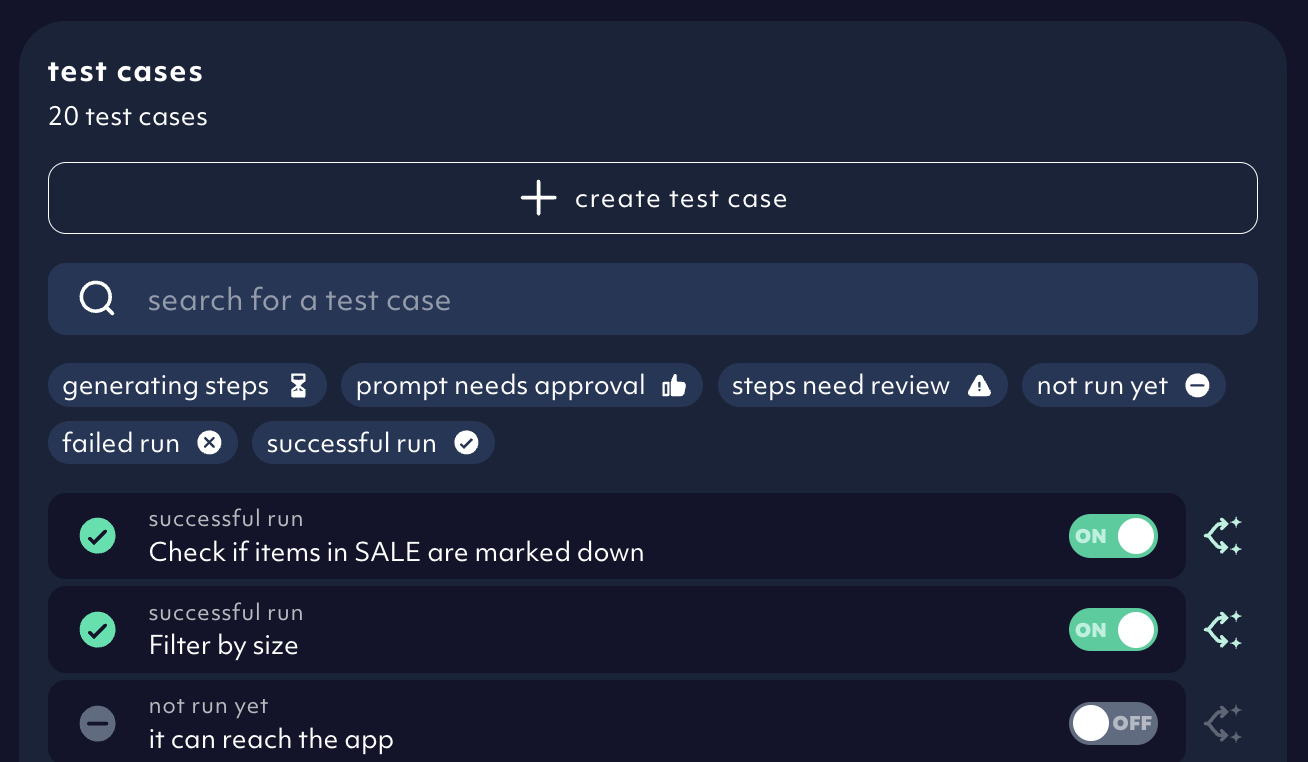 test cases
20 test cases
create test case
search for a test case
generating steps prompt needs approval steps need review not run yet
failed run successful run
successful run
Check if items in SALE are marked down
ON
successful run
Filter by size
ON
not run yet
it can reach the app
OFF